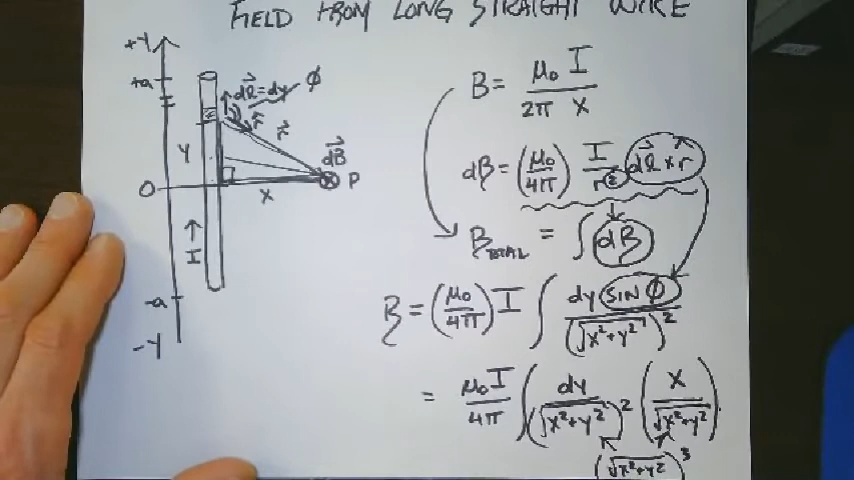 FIELD FROM LONG STRAIGHT WIRE
+Y
+a
Y
O
-a
-Y
I
dl⃗ = dy
ϕ
r̂
r⃗
dB⃗
P
x
B = μ₀ I / 2π x
dB = (μ₀/4π) I/r² dl⃗ × r̂
B_TOTAL = ∫ dB
B = (μ₀/4π) I ∫ dy SIN ϕ / (√x²+y²)²
= μ₀I/4π ∫ (dy / (√x²+y²)²) (x / √x²+y²)
(√x²+y²)³